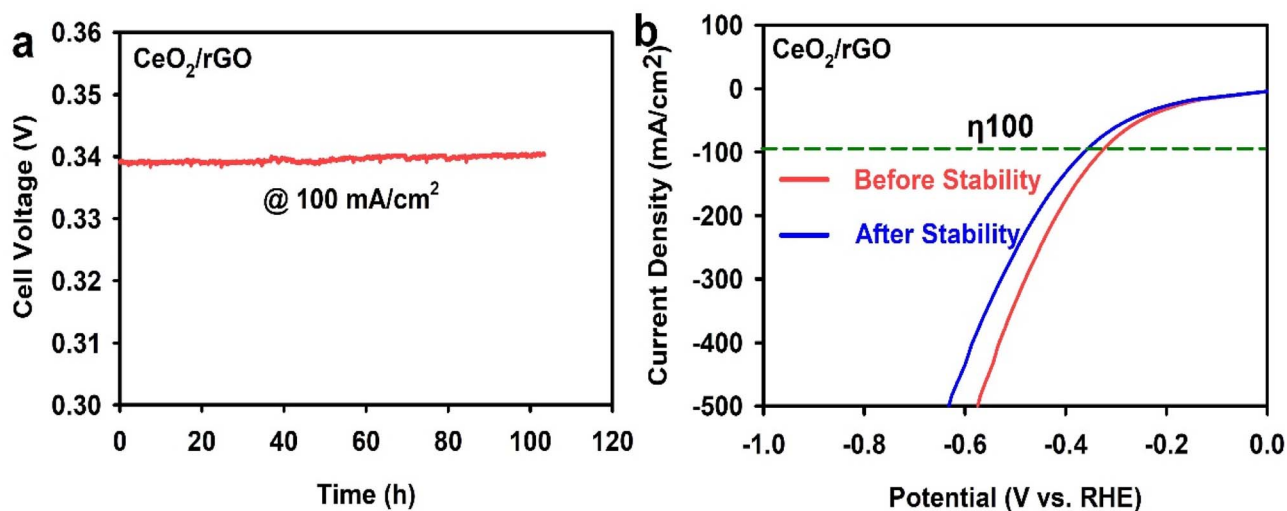 a
CeO₂/rGO
@ 100 mA/cm²
Cell Voltage (V)
0.36
0.35
0.34
0.33
0.32
0.31
0.30
0 20 40 60 80 100 120
Time (h)
b
CeO₂/rGO
η100
Before Stability
After Stability
Current Density (mA/cm²)
100
0
-100
-200
-300
-400
-500
-1.0 -0.8 -0.6 -0.4 -0.2 0.0
Potential (V vs. RHE)